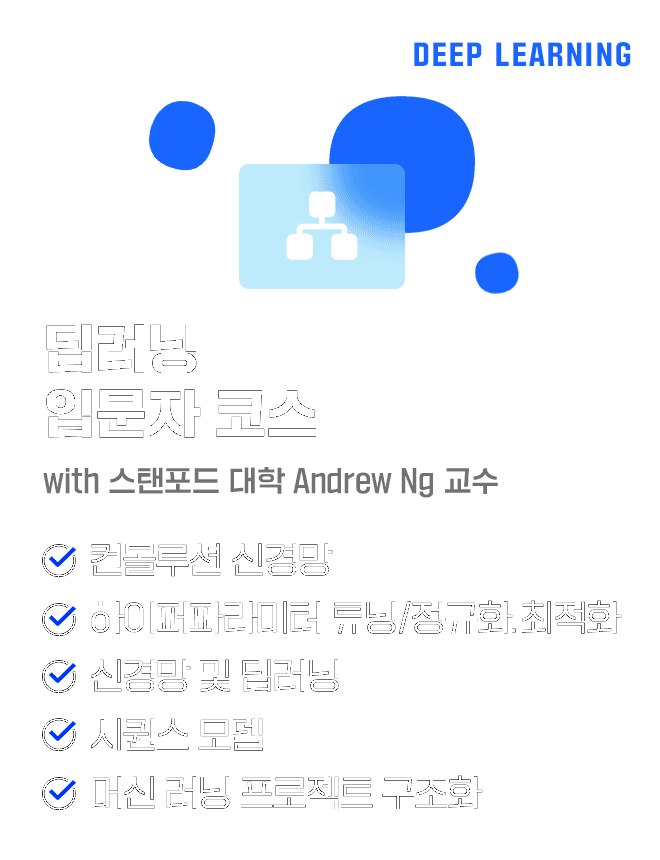 DEEP LEARNING
딥러닝
입문자 코스
with 스탠포드 대학 Andrew Ng 교수
컨볼루션 신경망
하이퍼파라미터 튜닝/정규화.최적화
신경망 및 딥러닝
시퀀스 모델
머신 러닝 프로젝트 구조화